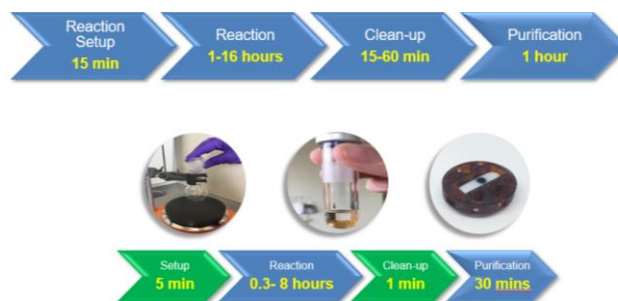 Reaction
Setup
15 min
Reaction
1-16 hours
Clean-up
15-60 min
Purification
1 hour
Setup
5 min
Reaction
0.3- 8 hours
Clean-up
1 min
Purification
30 mins